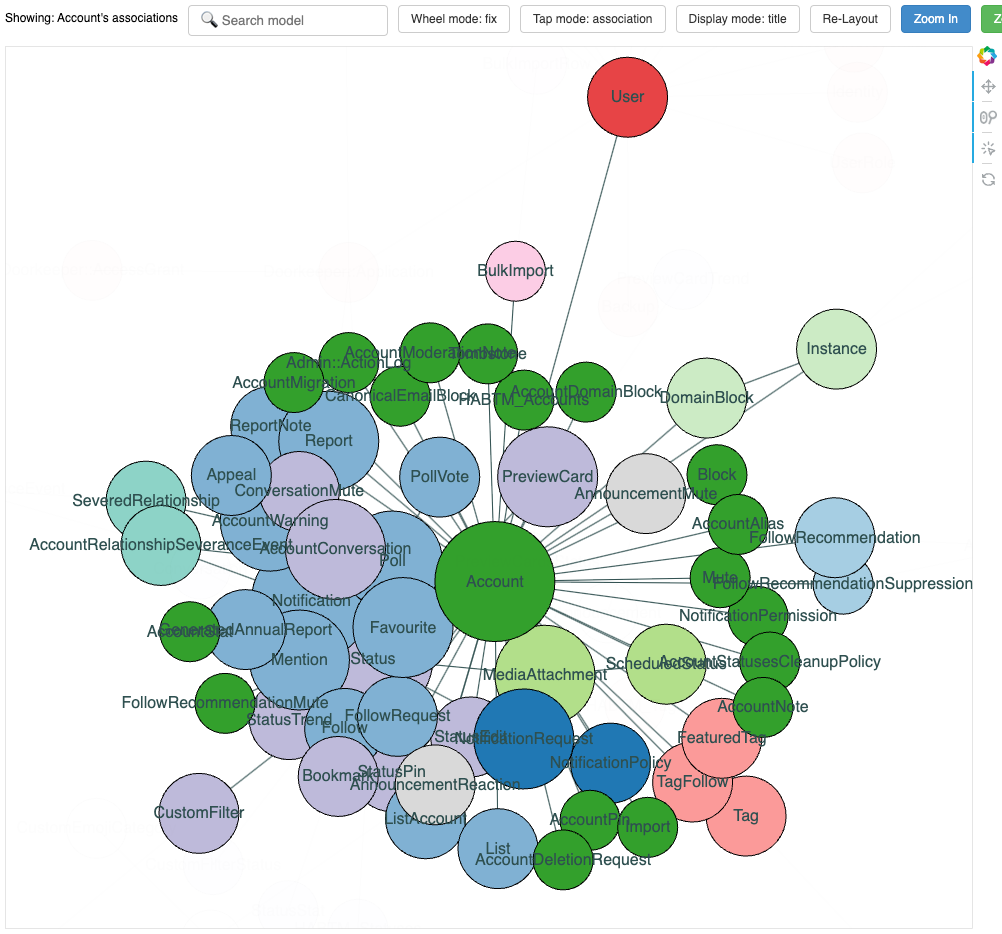 Showing: Account's associations
Search model
Wheel mode: fix
Tap mode: association
Display mode: title
Re-Layout
Zoom In
User
BulkImport
Instance
AccountModerationNote
Tombstone
Admin::ActionLog
AccountMigration
CanonicalEmailBlock
HABTM_Accounts
AccountDomainBlock
DomainBlock
ReportNote
Report
Appeal
PollVote
PreviewCard
Block
ConversationMute
AnnouncementMute
SeveredRelationship
AccountWarning
AccountAlias
FollowRecommendation
AccountRelationshipSeveranceEvent
AccountConversation
Poll
Account
Mute
FollowRecommendationSuppression
Notification
NotificationPermission
AccountStat
GeneratedAnnualReport
Favourite
Mention
Status
MediaAttachment
ScheduledStatus
AccountStatusesCleanupPolicy
FollowRecommendationMute
StatusTrend
Follow
FollowRequest
AccountNote
StatusEdit
NotificationRequest
FeaturedTag
NotificationPolicy
Bookmark
StatusPin
AnnouncementReaction
TagFollow
CustomFilter
ListAccount
AccountPin
Import
Tag
List
AccountDeletionRequest